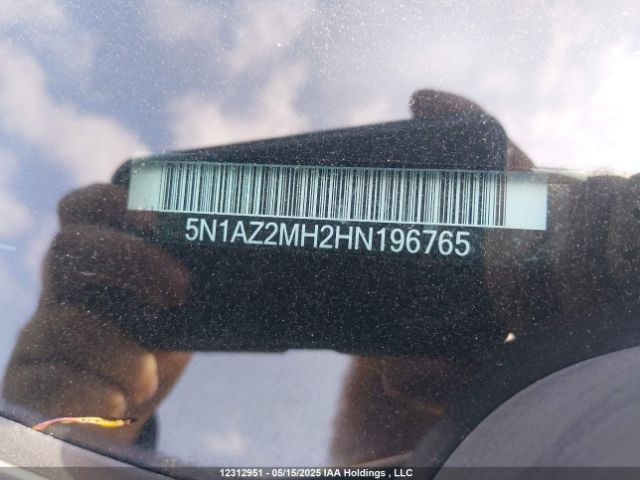 5N1AZ2MH2HN196765
12312951 - 05/15/2025 IAA Holdings , LLC